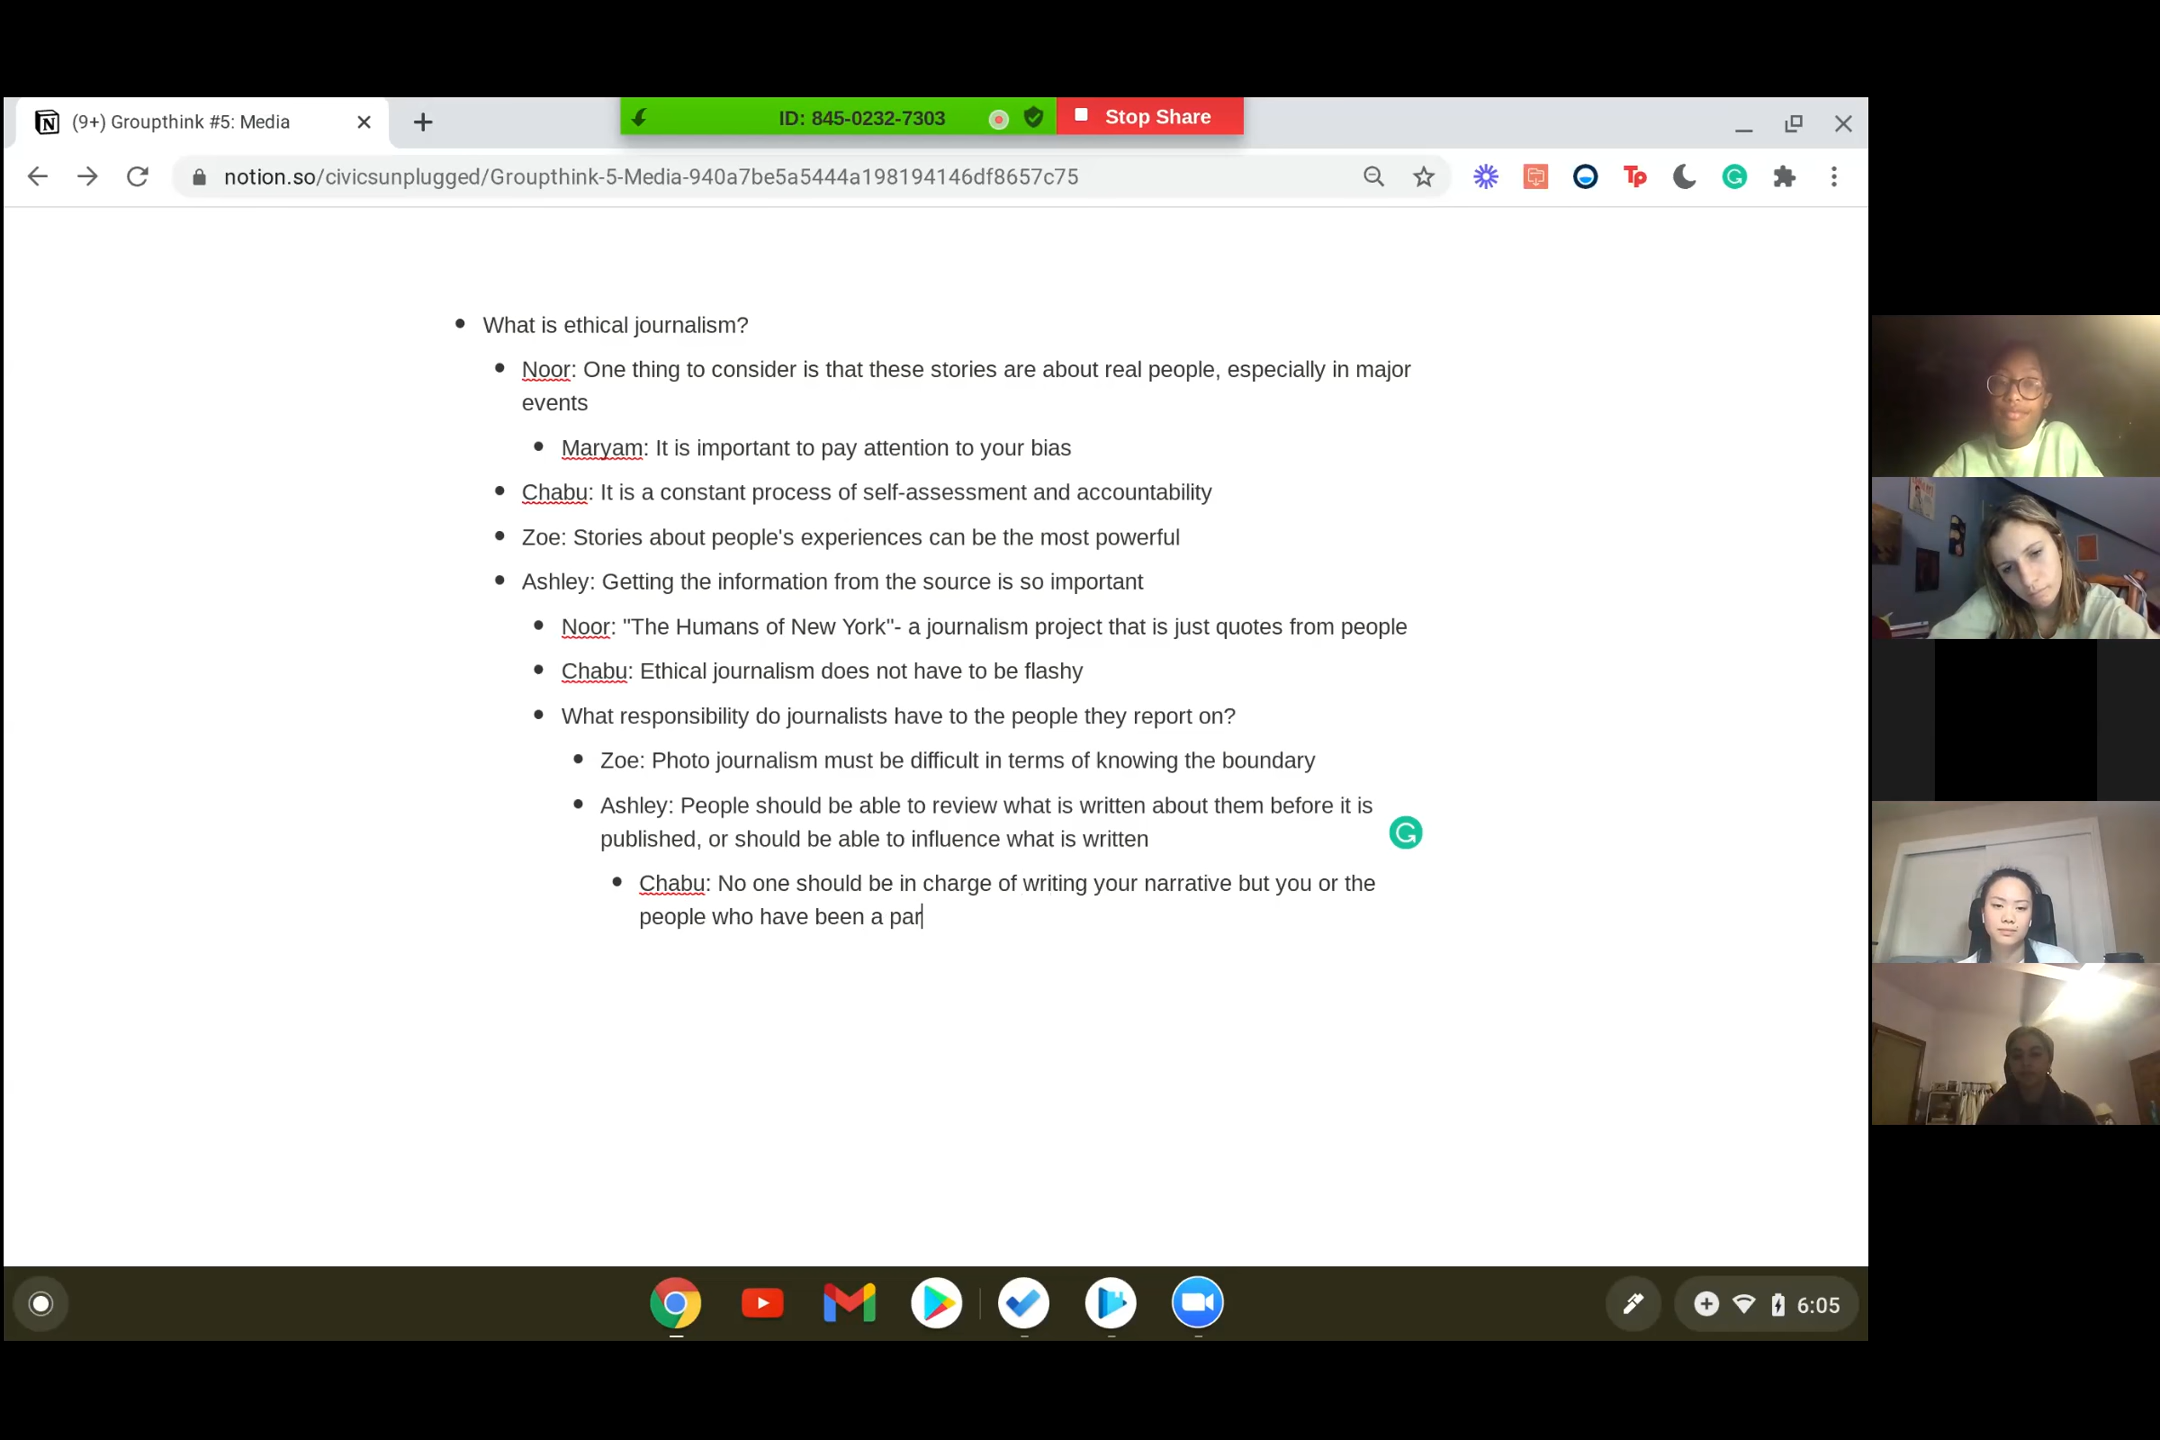 (9+) Groupthink #5: Media
ID: 845-0232-7303
Stop Share
notion.so/civicsunplugged/Groupthink-5-Media-940a7be5a5444a198194146df8657c75
What is ethical journalism?
Noor: One thing to consider is that these stories are about real people, especially in major
events
Maryam: It is important to pay attention to your bias
Chabu: It is a constant process of self-assessment and accountability
Zoe: Stories about people's experiences can be the most powerful
Ashley: Getting the information from the source is so important
Noor: "The Humans of New York"- a journalism project that is just quotes from people
Chabu: Ethical journalism does not have to be flashy
What responsibility do journalists have to the people they report on?
Zoe: Photo journalism must be difficult in terms of knowing the boundary
Ashley: People should be able to review what is written about them before it is
published, or should be able to influence what is written
Chabu: No one should be in charge of writing your narrative but you or the
people who have been a par
6:05